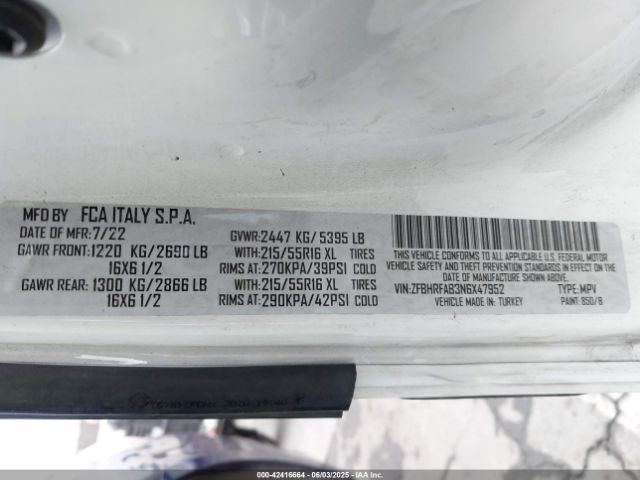 MFD BY FCA ITALY S.P.A.
DATE OF MFR: 7/22 GVWR: 2447 KG/ 5395 LB
GAWR FRONT: 1220 KG/2690 LB WITH: 215/55R16 XL TIRES
16X6 1/2 RIMS AT: 270KPA/39PSI COLD
GAWR REAR: 1300 KG/2866 LB WITH: 215/55R16 XL TIRES
16X6 1/2 RIMS AT: 290KPA/42PSI COLD
THIS VEHICLE CONFORMS TO ALL APPLICABLE U.S. FEDERAL MOTOR
VEHICLE SAFETY AND THEFT PREVENTION STANDARDS IN EFFECT ON THE
DATE OF MANUFACTURE SHOWN ABOVE.
VIN: ZFBHRFAB3N6X47952 TYPE: MPV
VEHICLE MADE IN: TURKEY PAINT: 850/B
00-42416664 - 06/03/2025 - IAAI.com